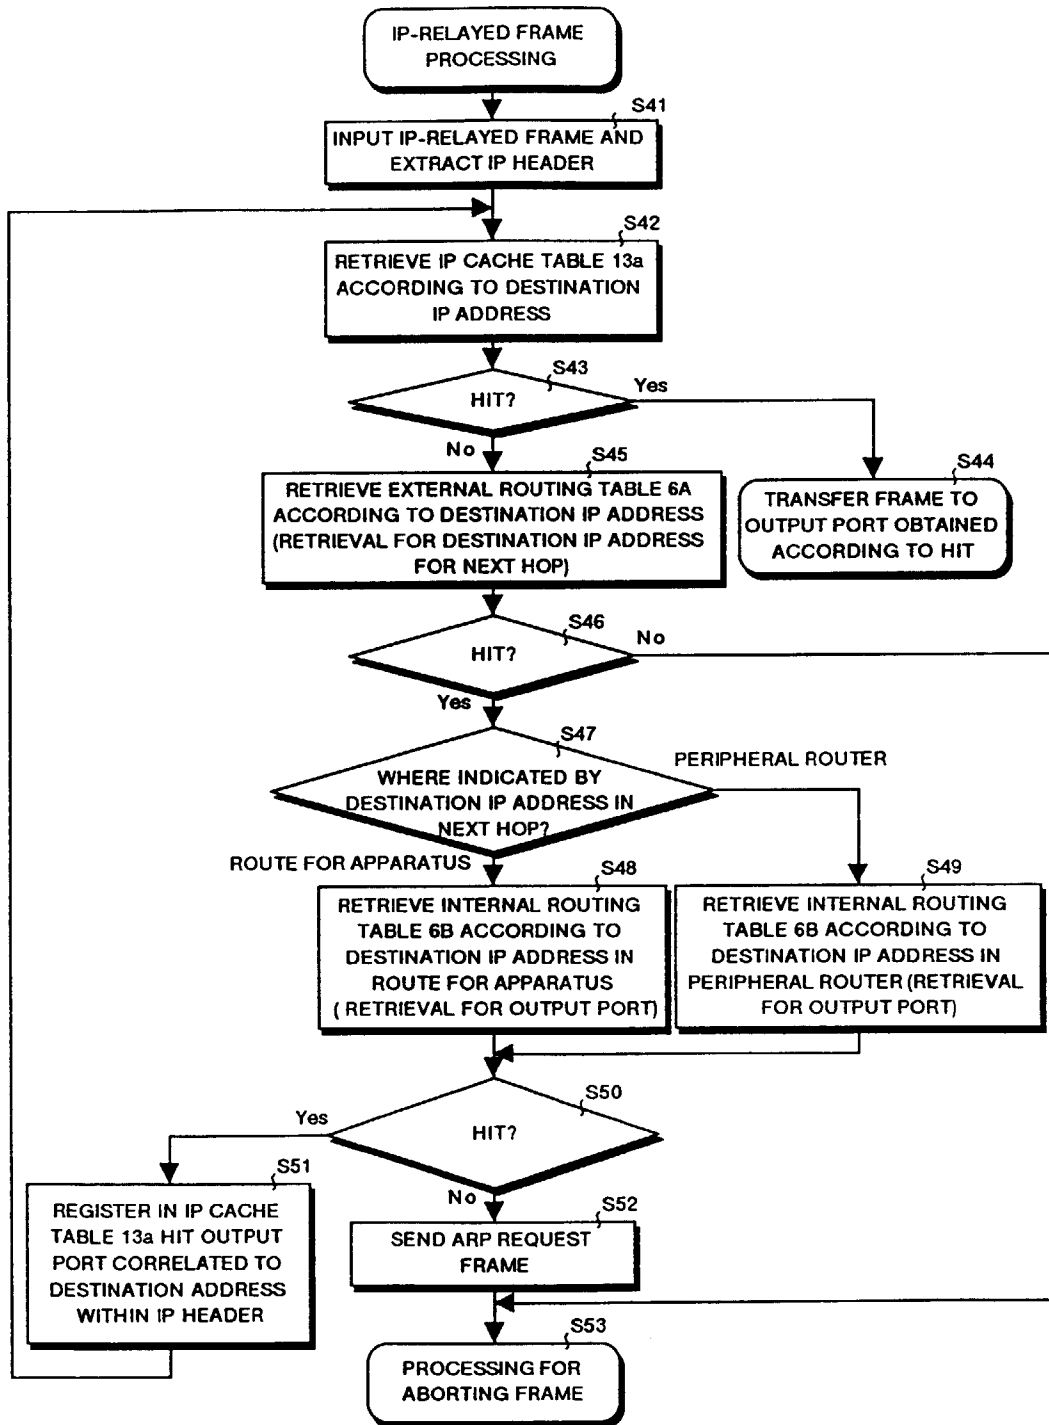 IP-RELAYED FRAME
PROCESSING
S41
INPUT IP-RELAYED FRAME AND
EXTRACT IP HEADER
S42
RETRIEVE IP CACHE TABLE 13a
ACCORDING TO DESTINATION
IP ADDRESS
S43
HIT?
Yes
No
S44
TRANSFER FRAME TO
OUTPUT PORT OBTAINED
ACCORDING TO HIT
S45
RETRIEVE EXTERNAL ROUTING TABLE 6A
ACCORDING TO DESTINATION IP ADDRESS
(RETRIEVAL FOR DESTINATION IP ADDRESS
FOR NEXT HOP)
S46
HIT?
No
Yes
S47
WHERE INDICATED BY
DESTINATION IP ADDRESS IN
NEXT HOP?
PERIPHERAL ROUTER
ROUTE FOR APPARATUS
S48
RETRIEVE INTERNAL ROUTING
TABLE 6B ACCORDING TO
DESTINATION IP ADDRESS IN
ROUTE FOR APPARATUS
( RETRIEVAL FOR OUTPUT PORT)
S49
RETRIEVE INTERNAL ROUTING
TABLE 6B ACCORDING TO
DESTINATION IP ADDRESS IN
PERIPHERAL ROUTER (RETRIEVAL
FOR OUTPUT PORT)
S50
HIT?
Yes
No
S51
REGISTER IN IP CACHE
TABLE 13a HIT OUTPUT
PORT CORRELATED TO
DESTINATION ADDRESS
WITHIN IP HEADER
S52
SEND ARP REQUEST
FRAME
S53
PROCESSING FOR
ABORTING FRAME